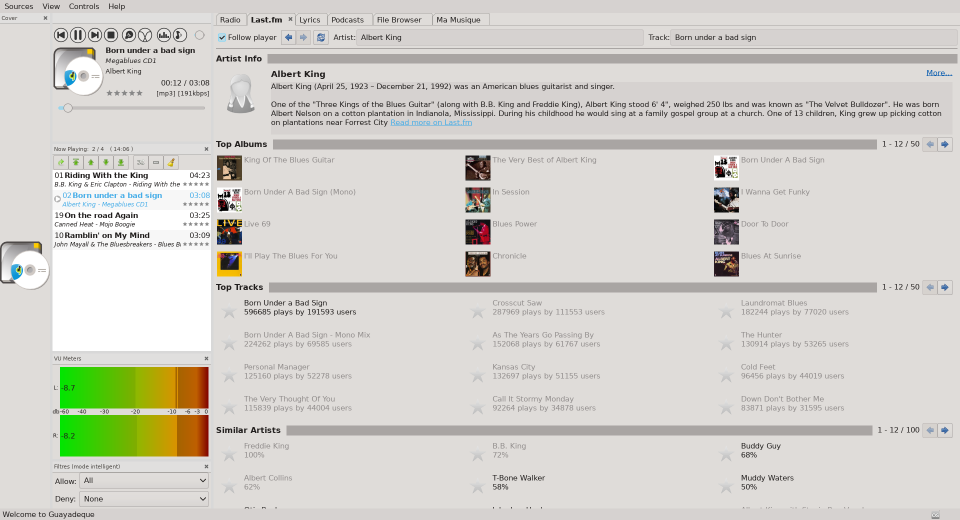 Sources View Controls Help
Cover
Born under a bad sign
Megablues CD1
Albert King
00:12 / 03:08
[mp3] [191kbps]
Now Playing: 2 / 4 ( 14:06 )
01 Riding With the King 04:23
B.B. King & Eric Clapton - Riding With the
02 Born under a bad sign 03:08
Albert King - Megablues CD1
19 On the road Again 03:25
Canned Heat - Mojo Boogie
10 Ramblin' on My Mind 03:09
John Mayall & The Bluesbreakers - Blues B
VU Meters
L: -8.7
db -60 -40 -30 -20 -10 -6 -3 0
R: -8.2
Filtres (mode intelligent)
Allow: All
Deny: None
Radio Last.fm Lyrics Podcasts File Browser Ma Musique
Follow player Artist: Albert King Track: Born under a bad sign
Artist Info
Albert King More...
Albert King (April 25, 1923 – December 21, 1992) was an American blues guitarist and singer.
One of the "Three Kings of the Blues Guitar" (along with B.B. King and Freddie King), Albert King stood 6' 4", weighed 250 lbs and was known as "The Velvet Bulldozer". He was born
Albert Nelson on a cotton plantation in Indianola, Mississippi. During his childhood he would sing at a family gospel group at a church. One of 13 children, King grew up picking cotton
on plantations near Forrest City Read more on Last.fm
Top Albums 1 - 12 / 50
King Of The Blues Guitar The Very Best of Albert King Born Under A Bad Sign
Born Under A Bad Sign (Mono) In Session I Wanna Get Funky
Live 69 Blues Power Door To Door
I'll Play The Blues For You Chronicle Blues At Sunrise
Top Tracks 1 - 12 / 50
Born Under a Bad Sign Crosscut Saw Laundromat Blues
596685 plays by 191593 users 287969 plays by 111553 users 182244 plays by 77020 users
Born Under A Bad Sign - Mono Mix As The Years Go Passing By The Hunter
224262 plays by 69585 users 152068 plays by 61767 users 130914 plays by 53265 users
Personal Manager Kansas City Cold Feet
125160 plays by 52278 users 132697 plays by 51155 users 96456 plays by 44019 users
The Very Thought Of You Call It Stormy Monday Down Don't Bother Me
115839 plays by 44004 users 92264 plays by 34878 users 83871 plays by 31595 users
Similar Artists 1 - 12 / 100
Freddie King B.B. King Buddy Guy
100% 72% 68%
Albert Collins T-Bone Walker Muddy Waters
62% 58% 50%
Welcome to Guayadeque